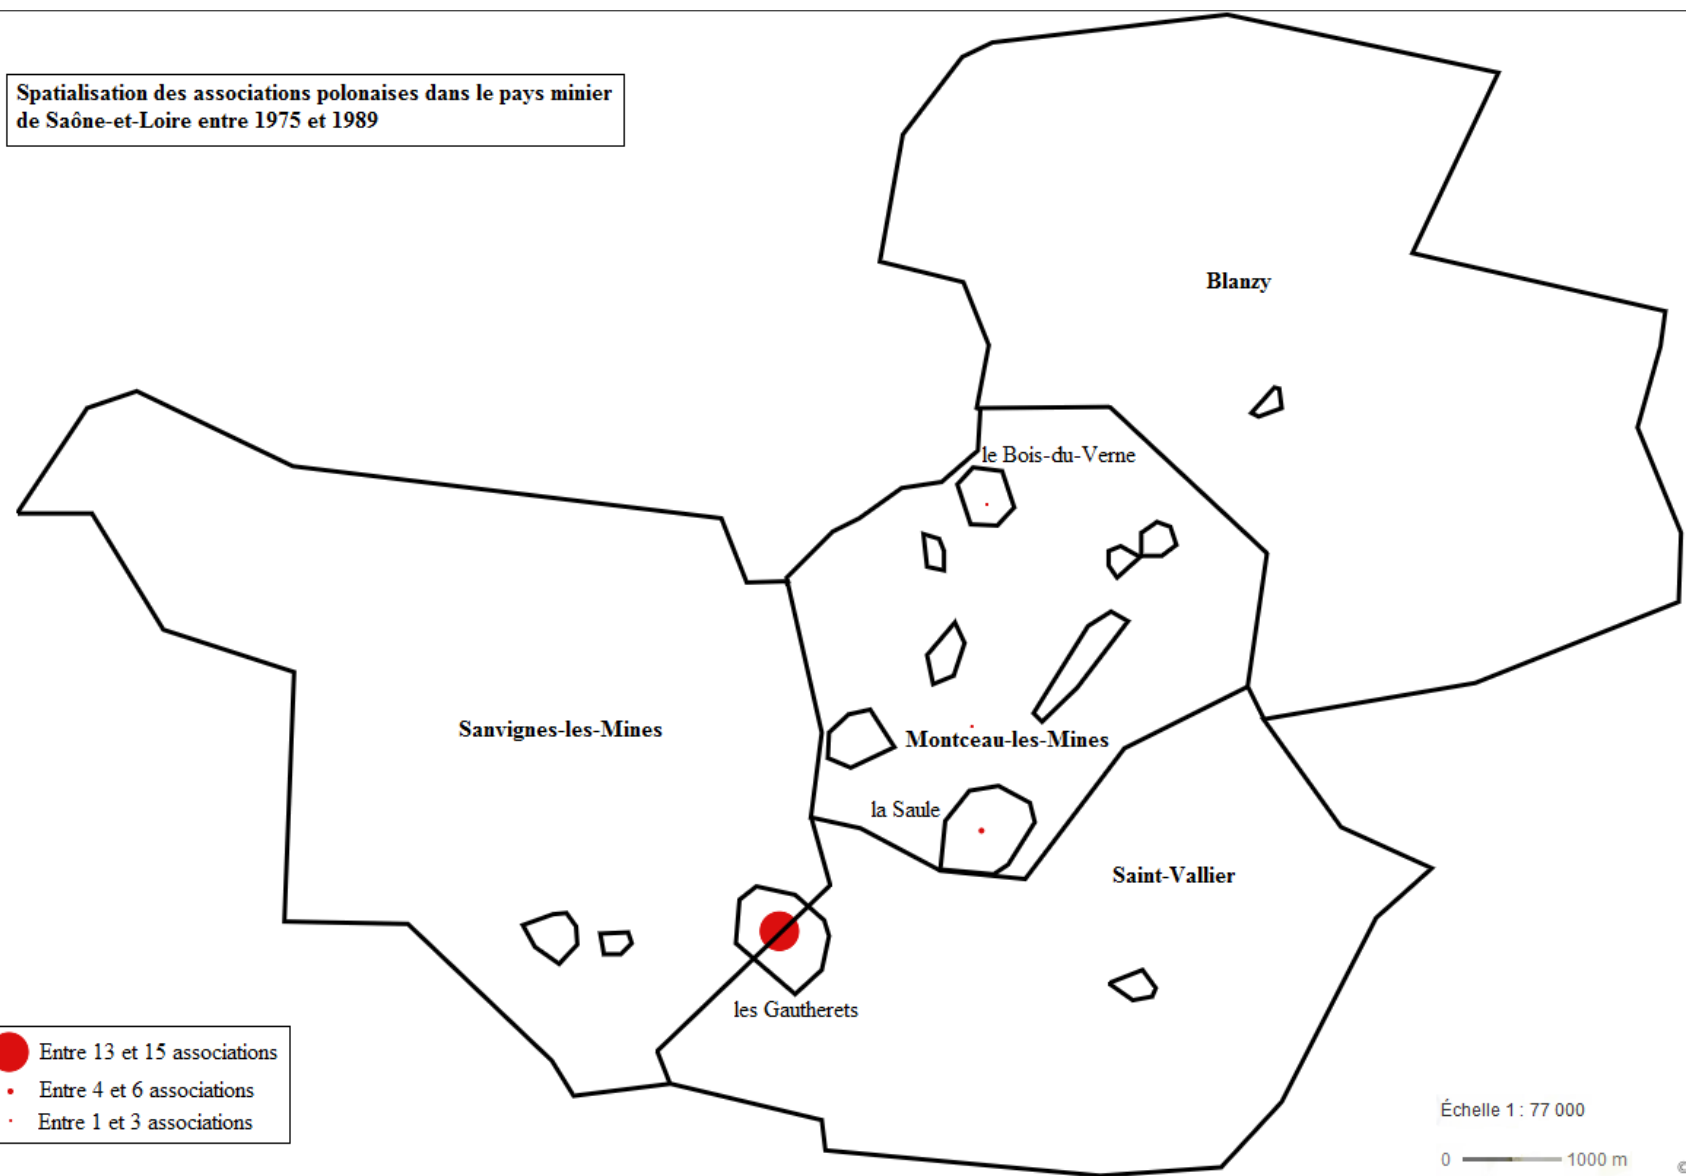 Spatialisation des associations polonaises dans le pays minier
de Saône-et-Loire entre 1975 et 1989
Blanzy
le Bois-du-Verne
Sanvignes-les-Mines
Montceau-les-Mines
la Saule
Saint-Vallier
les Gautherets
Entre 13 et 15 associations
Entre 4 et 6 associations
Entre 1 et 3 associations
Échelle 1 : 77 000
0 1000 m
©